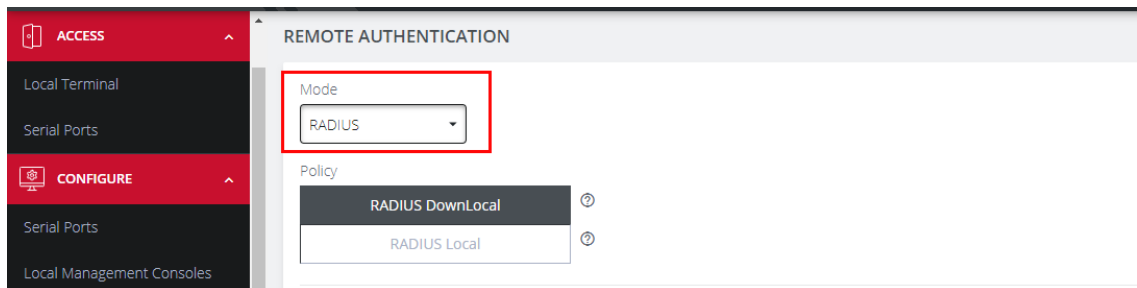 ACCESS
Local Terminal
Serial Ports
CONFIGURE
Serial Ports
Local Management Consoles
REMOTE AUTHENTICATION
Mode
RADIUS
Policy
RADIUS DownLocal
RADIUS Local